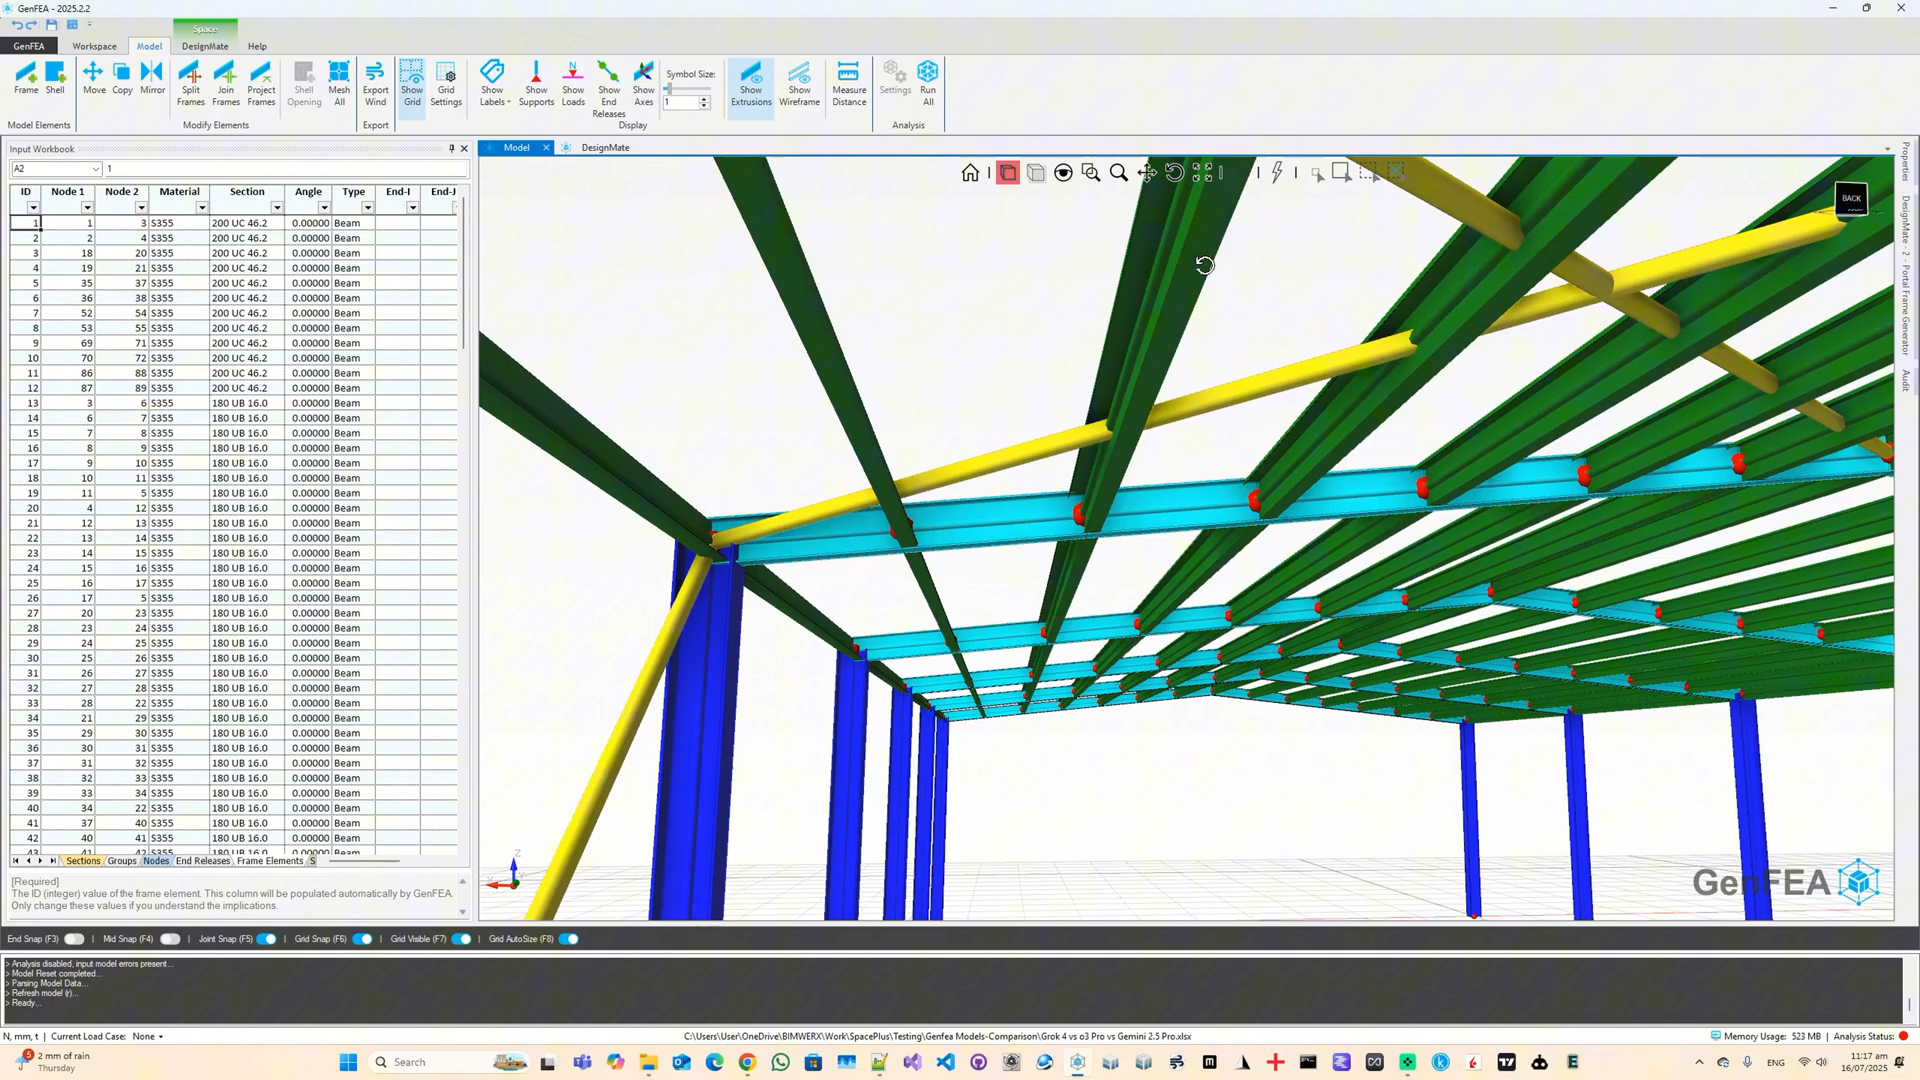 GenFEA - 2025.2.2
Space
GenFEA Workspace Model DesignMate Help
Frame Shell Move Copy Mirror Split Frames Join Frames Project Frames Shell Opening Mesh All Export Wind Show Grid Grid Settings Show Labels Show Supports Show Loads Show End Releases Show Axes Symbol Size: 1 Show Extrusions Show Wireframe Measure Distance Settings Run All
Model Elements Modify Elements Export Display Analysis
Input Workbook
Model DesignMate
A2 1
ID Node 1 Node 2 Material Section Angle Type End-I End-J
1 1 3 S355 200 UC 46.2 0.00000 Beam
2 2 4 S355 200 UC 46.2 0.00000 Beam
3 18 20 S355 200 UC 46.2 0.00000 Beam
4 19 21 S355 200 UC 46.2 0.00000 Beam
5 35 37 S355 200 UC 46.2 0.00000 Beam
6 36 38 S355 200 UC 46.2 0.00000 Beam
7 52 54 S355 200 UC 46.2 0.00000 Beam
8 53 55 S355 200 UC 46.2 0.00000 Beam
9 69 71 S355 200 UC 46.2 0.00000 Beam
10 70 72 S355 200 UC 46.2 0.00000 Beam
11 86 88 S355 200 UC 46.2 0.00000 Beam
12 87 89 S355 200 UC 46.2 0.00000 Beam
13 3 6 S355 180 UB 16.0 0.00000 Beam
14 6 7 S355 180 UB 16.0 0.00000 Beam
15 7 8 S355 180 UB 16.0 0.00000 Beam
16 8 9 S355 180 UB 16.0 0.00000 Beam
17 9 10 S355 180 UB 16.0 0.00000 Beam
18 10 11 S355 180 UB 16.0 0.00000 Beam
19 11 5 S355 180 UB 16.0 0.00000 Beam
20 4 12 S355 180 UB 16.0 0.00000 Beam
21 12 13 S355 180 UB 16.0 0.00000 Beam
22 13 14 S355 180 UB 16.0 0.00000 Beam
23 14 15 S355 180 UB 16.0 0.00000 Beam
24 15 16 S355 180 UB 16.0 0.00000 Beam
25 16 17 S355 180 UB 16.0 0.00000 Beam
26 17 5 S355 180 UB 16.0 0.00000 Beam
27 20 23 S355 180 UB 16.0 0.00000 Beam
28 23 24 S355 180 UB 16.0 0.00000 Beam
29 24 25 S355 180 UB 16.0 0.00000 Beam
30 25 26 S355 180 UB 16.0 0.00000 Beam
31 26 27 S355 180 UB 16.0 0.00000 Beam
32 27 28 S355 180 UB 16.0 0.00000 Beam
33 28 22 S355 180 UB 16.0 0.00000 Beam
34 21 29 S355 180 UB 16.0 0.00000 Beam
35 29 30 S355 180 UB 16.0 0.00000 Beam
36 30 31 S355 180 UB 16.0 0.00000 Beam
37 31 32 S355 180 UB 16.0 0.00000 Beam
38 32 33 S355 180 UB 16.0 0.00000 Beam
39 33 34 S355 180 UB 16.0 0.00000 Beam
40 34 22 S355 180 UB 16.0 0.00000 Beam
41 37 40 S355 180 UB 16.0 0.00000 Beam
42 40 41 S355 180 UB 16.0 0.00000 Beam
43 41 42 S355 180 UB 16.0 0.00000 Beam
Sections Groups Nodes End Releases Frame Elements S
[Required]
The ID (integer) value of the frame element. This column will be populated automatically by GenFEA.
Only change these values if you understand the implications.
BACK
Z
GenFEA
Properties
DesignMate - 2 - Portal Frame Generator
Audit
End Snap (F3) Mid Snap (F4) Joint Snap (F5) Grid Snap (F6) Grid Visible (F7) Grid AutoSize (F8)
> Analysis disabled, input model errors present...
> Model Reset completed...
> Parsing Model Data...
> Refresh model (r)...
> Ready...
N, mm, t | Current Load Case: None C:\Users\User\OneDrive\BIMWERX\Work\SpacePlus\Testing\Genfea Models-Comparison\Grok 4 vs o3 Pro vs Gemini 2.5 Pro.xlsx Memory Usage: 523 MB | Analysis Status:
5 2 mm of rain
Thursday
Search
ENG
11:17 am
16/07/2025